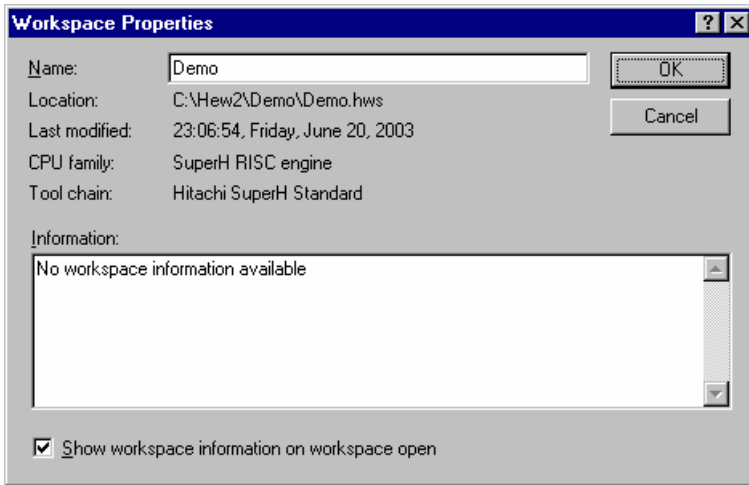 Workspace Properties
Name: Demo
OK
Location: C:\Hew2\Demo\Demo.hws
Last modified: 23:06:54, Friday, June 20, 2003
Cancel
CPU family: SuperH RISC engine
Tool chain: Hitachi SuperH Standard
Information:
No workspace information available
Show workspace information on workspace open